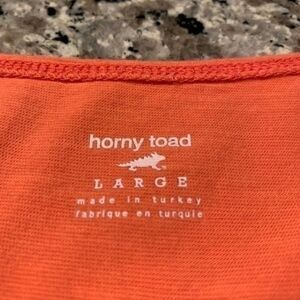 horny toad
LARGE
made in turkey
fabriqué en turquie